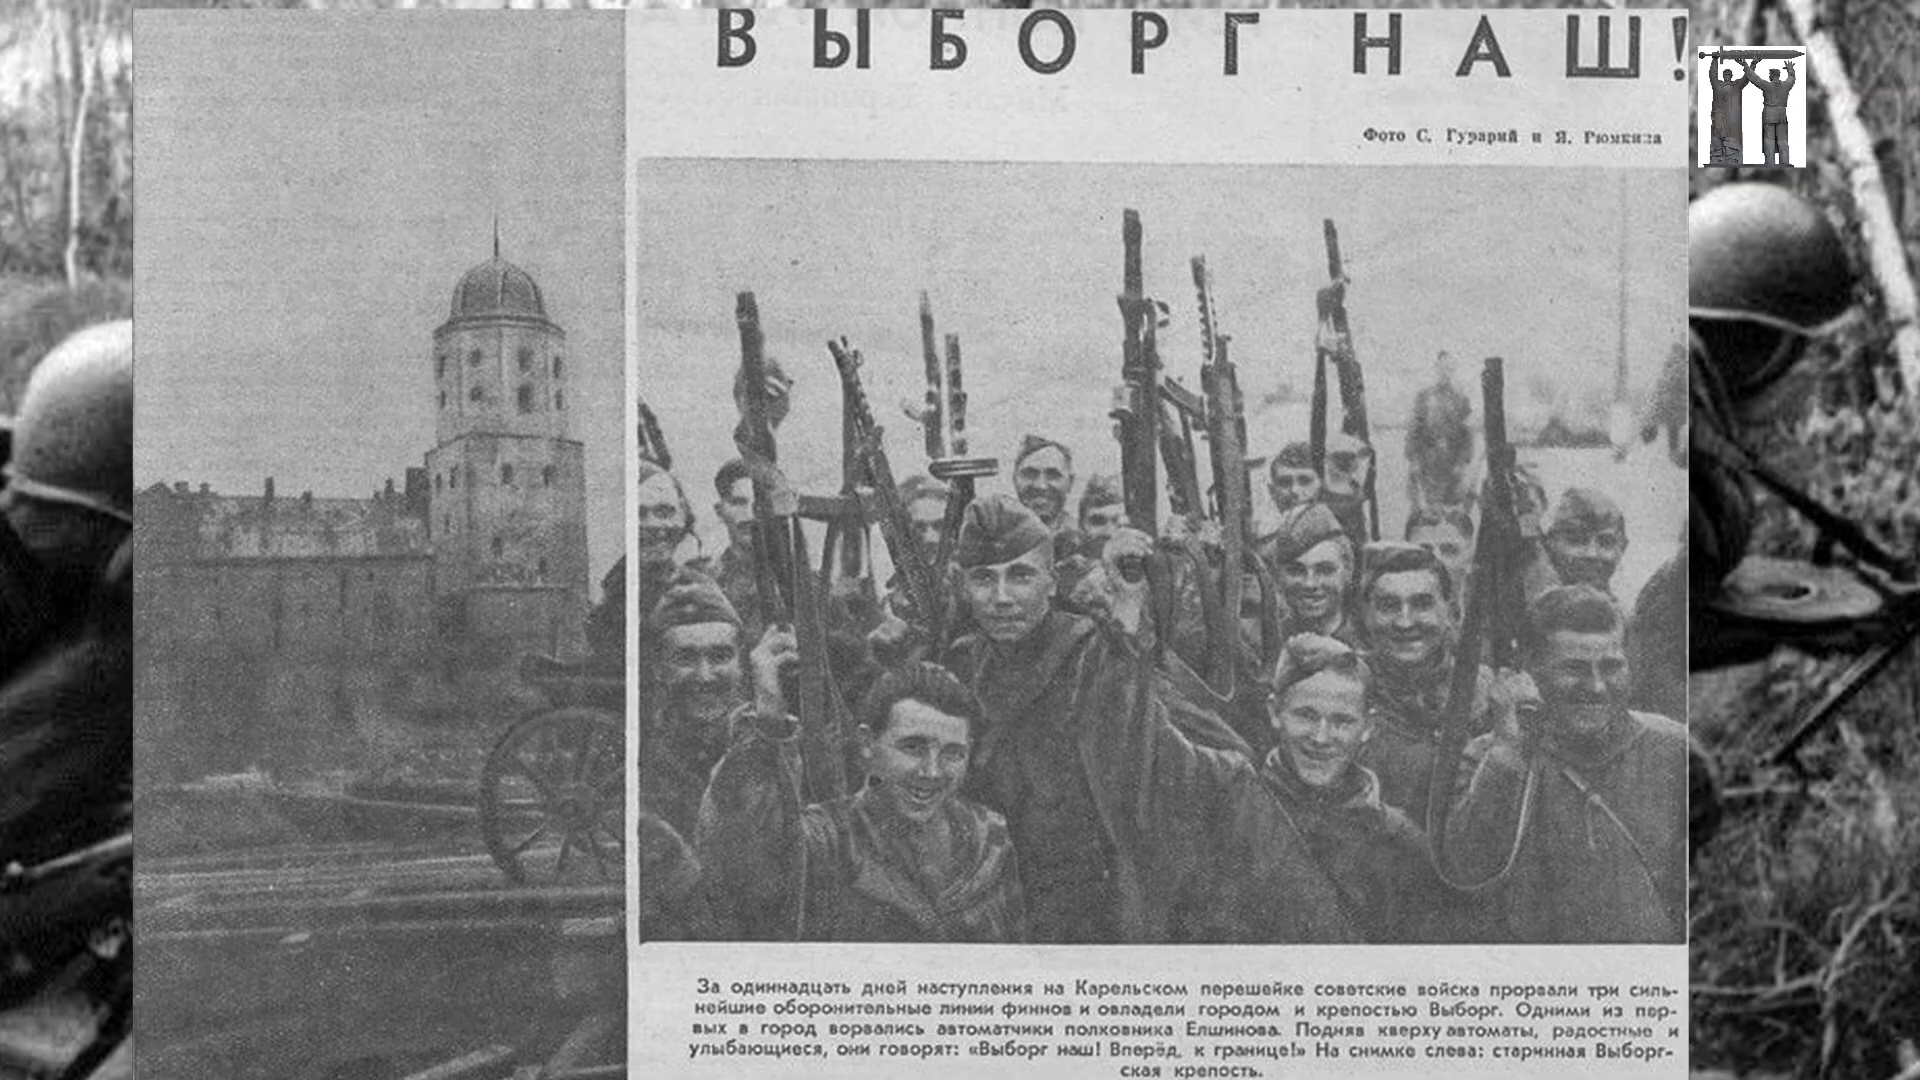 ВЫБОРГ НАШ!
Фото С. Гурарий и Я. Рюмкина
За одиннадцать дней наступления на Карельском перешейке советские войска прорвали три силь-
нейшие оборонительные линии финнов и овладели городом и крепостью Выборг. Одними из пер-
вых в город ворвались автоматчики полковника Елшинова. Подняв кверху автоматы, радостные и
улыбающиеся, они говорят: «Выборг наш! Вперёд, к границе!» На снимке слева: старинная Выборг-
ская крепость.